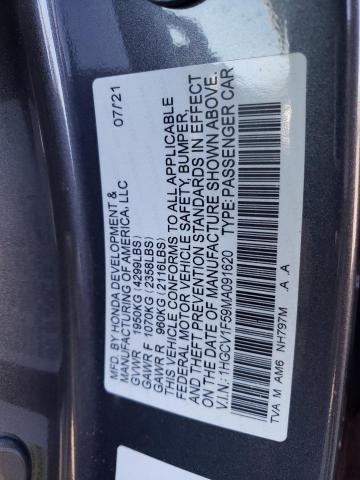 MFD. BY HONDA DEVELOPMENT & 07/21
MANUFACTURING OF AMERICA, LLC
GVWR 1950KG (4299LBS)
GAWR F 1070KG (2358LBS)
GAWR R 960KG (2116LBS)
THIS VEHICLE CONFORMS TO ALL APPLICABLE
FEDERAL MOTOR VEHICLE SAFETY, BUMPER,
AND THEFT PREVENTION STANDARDS IN EFFECT
ON THE DATE OF MANUFACTURE SHOWN ABOVE.
V.I.N.: 1HGCV1F39MA091620 TYPE: PASSENGER CAR
TVA M AM6 NH797M A A